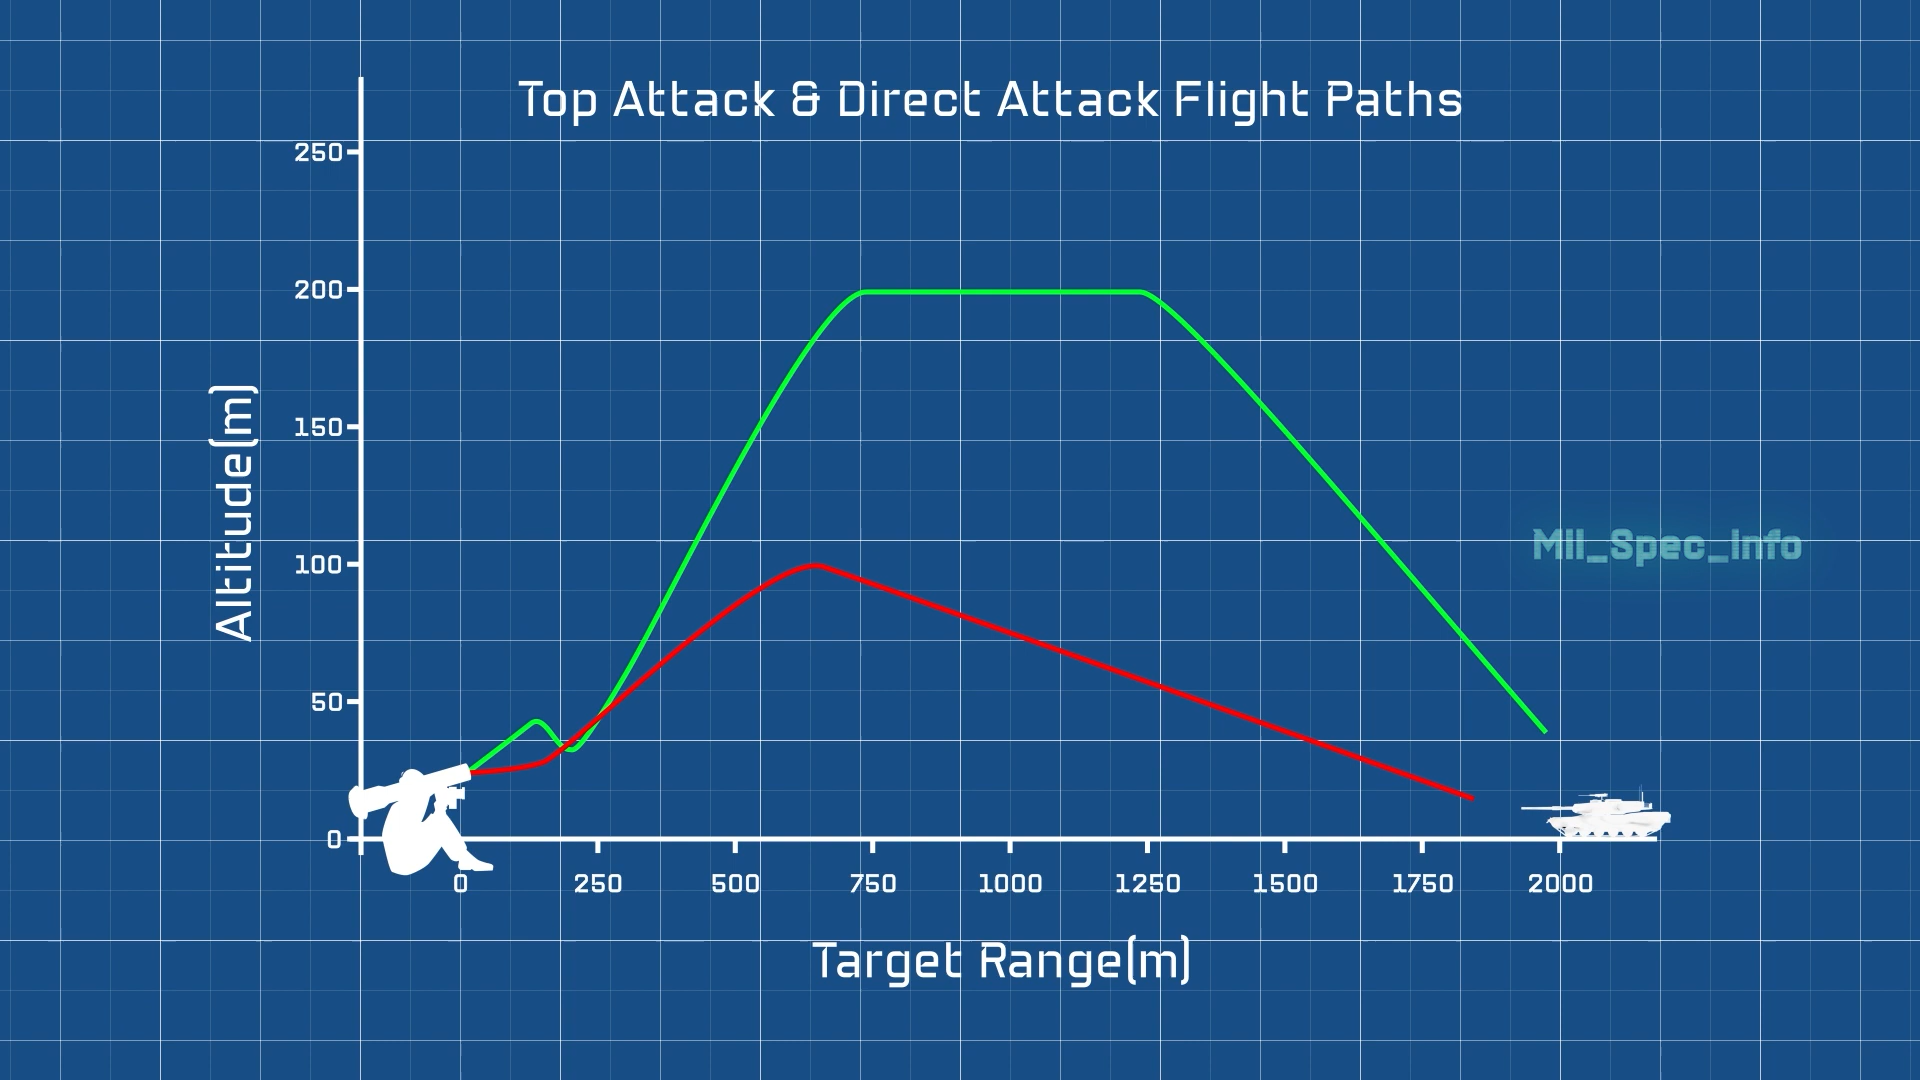 Top Attack & Direct Attack Flight Paths
250
200
150
100
50
0
Altitude(m)
Mil_Spec_Info
0 250 500 750 1000 1250 1500 1750 2000
Target Range(m)